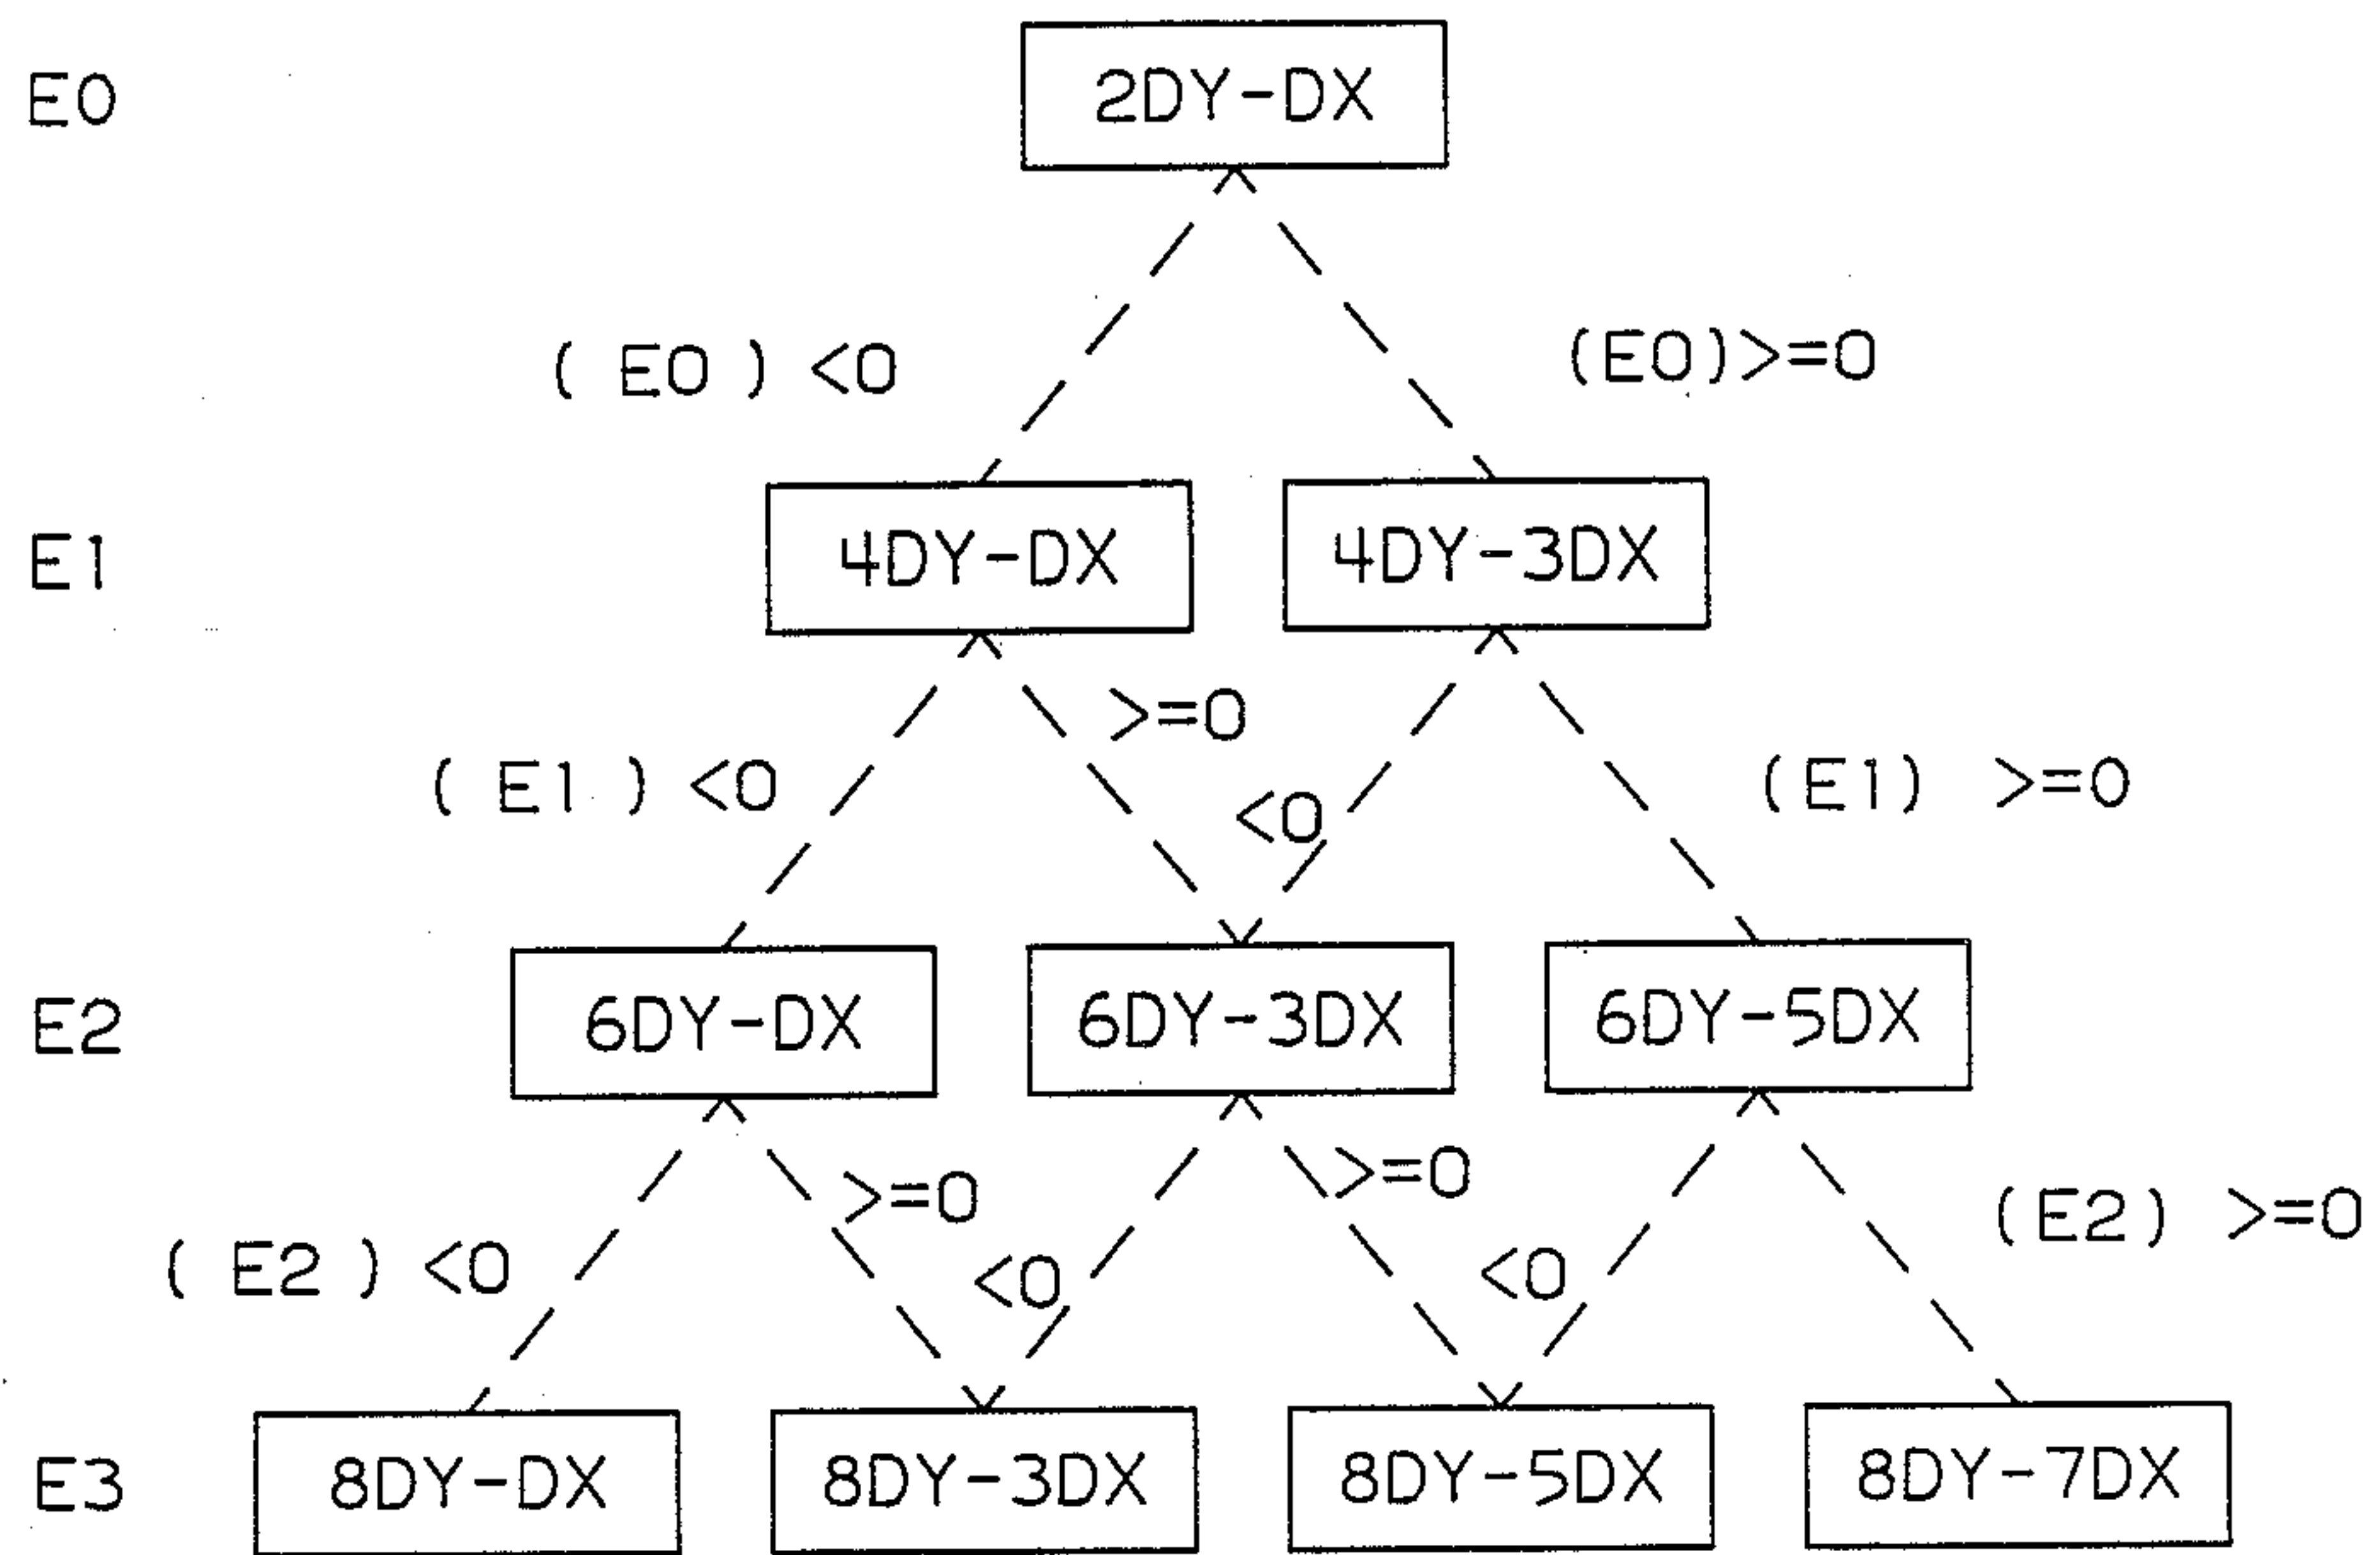 E0
2DY-DX
( E0 ) <0
(E0)>=0
E1
4DY-DX
4DY-3DX
>=0
( E1 ) <0
<0
(E1) >=0
E2
6DY-DX
6DY-3DX
6DY-5DX
>=0
>=0
(E2) >=0
( E2 ) <0
<0
<0
E3
8DY-DX
8DY-3DX
8DY-5DX
8DY-7DX